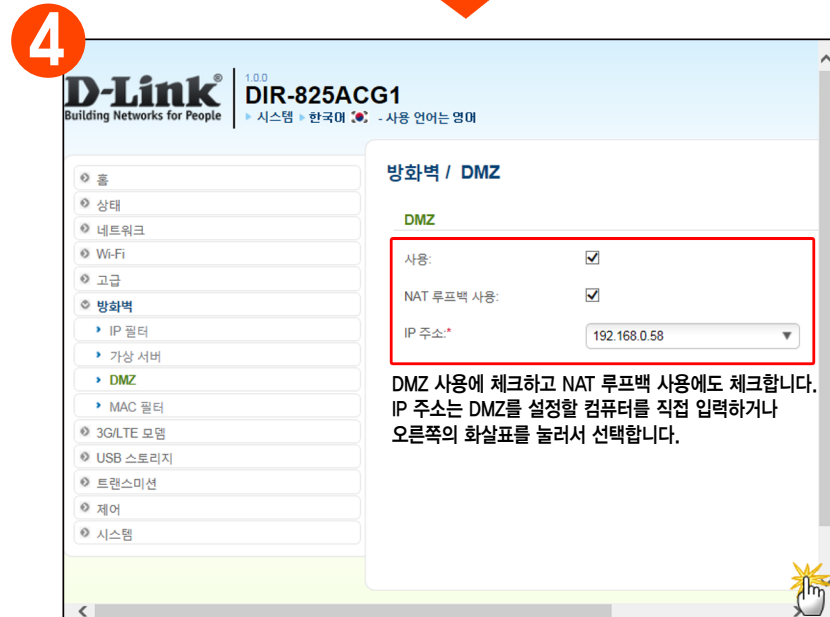 4
D-Link®
Building Networks for People
1.0.0
DIR-825ACG1
시스템 한국어 - 사용 언어는 영어
홈
상태
네트워크
Wi-Fi
고급
방화벽
IP 필터
가상 서버
DMZ
MAC 필터
3G/LTE 모뎀
USB 스토리지
트랜스미션
제어
시스템
방화벽 / DMZ
DMZ
사용:
NAT 루프백 사용:
IP 주소:* 192.168.0.58
DMZ 사용에 체크하고 NAT 루프백 사용에도 체크합니다.
IP 주소는 DMZ를 설정할 컴퓨터를 직접 입력하거나
오른쪽의 화살표를 눌러서 선택합니다.